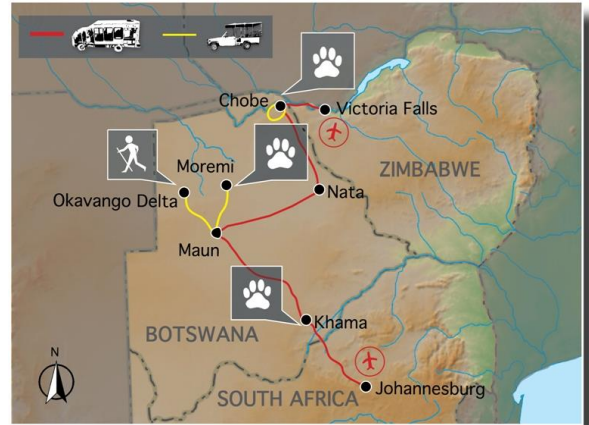 Chobe
Victoria Falls
Moremi
ZIMBABWE
Okavango Delta
Nata
Maun
Khama
BOTSWANA
N
Johannesburg
SOUTH AFRICA